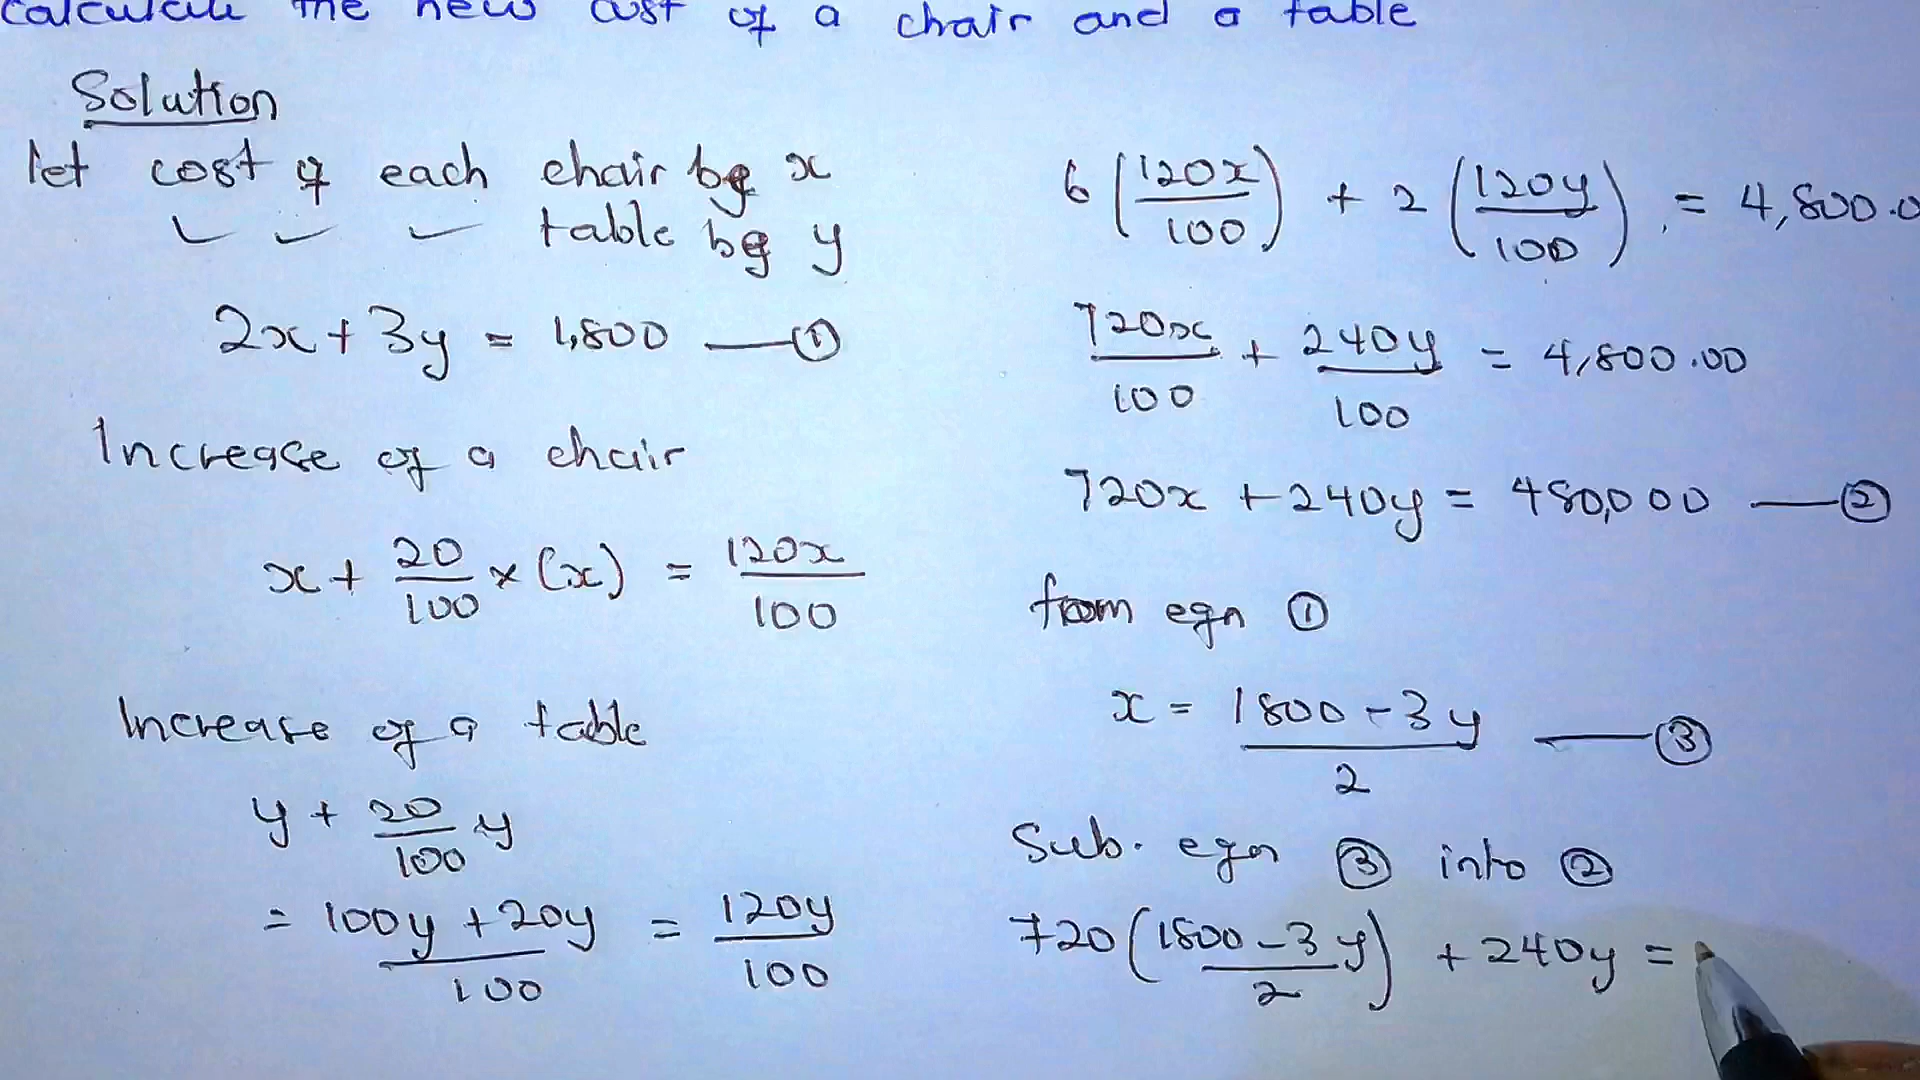 calculate the new cost of a chair and a table
Solution
let cost of each chair be x
table be y
2x + 3y = 1,800 — ①
Increase of a chair
x + 20/100 × (x) = 120x/100
Increase of a table
y + 20/100 y
= 100y + 20y/100 = 120y/100
6 (120x/100) + 2 (120y/100) = 4,800.0
720x/100 + 240y/100 = 4,800.00
720x + 240y = 480,000 — ②
from eqn ①
x = 1800 - 3y/2 — ③
Sub. eqn ③ into ②
720 (1800 - 3y/2) + 240y =